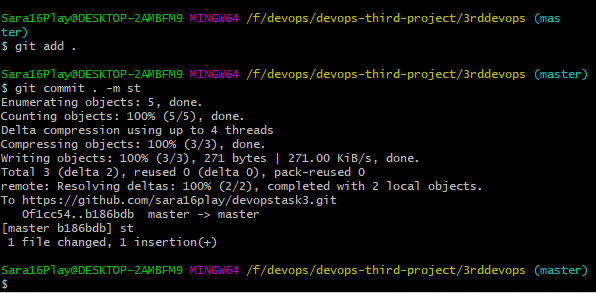 Sara16Play@DESKTOP-2AMBFM9 MINGW64 /f/devops/devops-third-project/3rddevops (mas
ter)
$ git add .
Sara16Play@DESKTOP-2AMBFM9 MINGW64 /f/devops/devops-third-project/3rddevops (master)
$ git commit . -m st
Enumerating objects: 5, done.
Counting objects: 100% (5/5), done.
Delta compression using up to 4 threads
Compressing objects: 100% (3/3), done.
Writing objects: 100% (3/3), 271 bytes | 271.00 KiB/s, done.
Total 3 (delta 2), reused 0 (delta 0), pack-reused 0
remote: Resolving deltas: 100% (2/2), completed with 2 local objects.
To https://github.com/sara16play/devopstask3.git
   0f1cc54..b186bdb  master -> master
[master b186bdb] st
 1 file changed, 1 insertion(+)
Sara16Play@DESKTOP-2AMBFM9 MINGW64 /f/devops/devops-third-project/3rddevops (master)
$